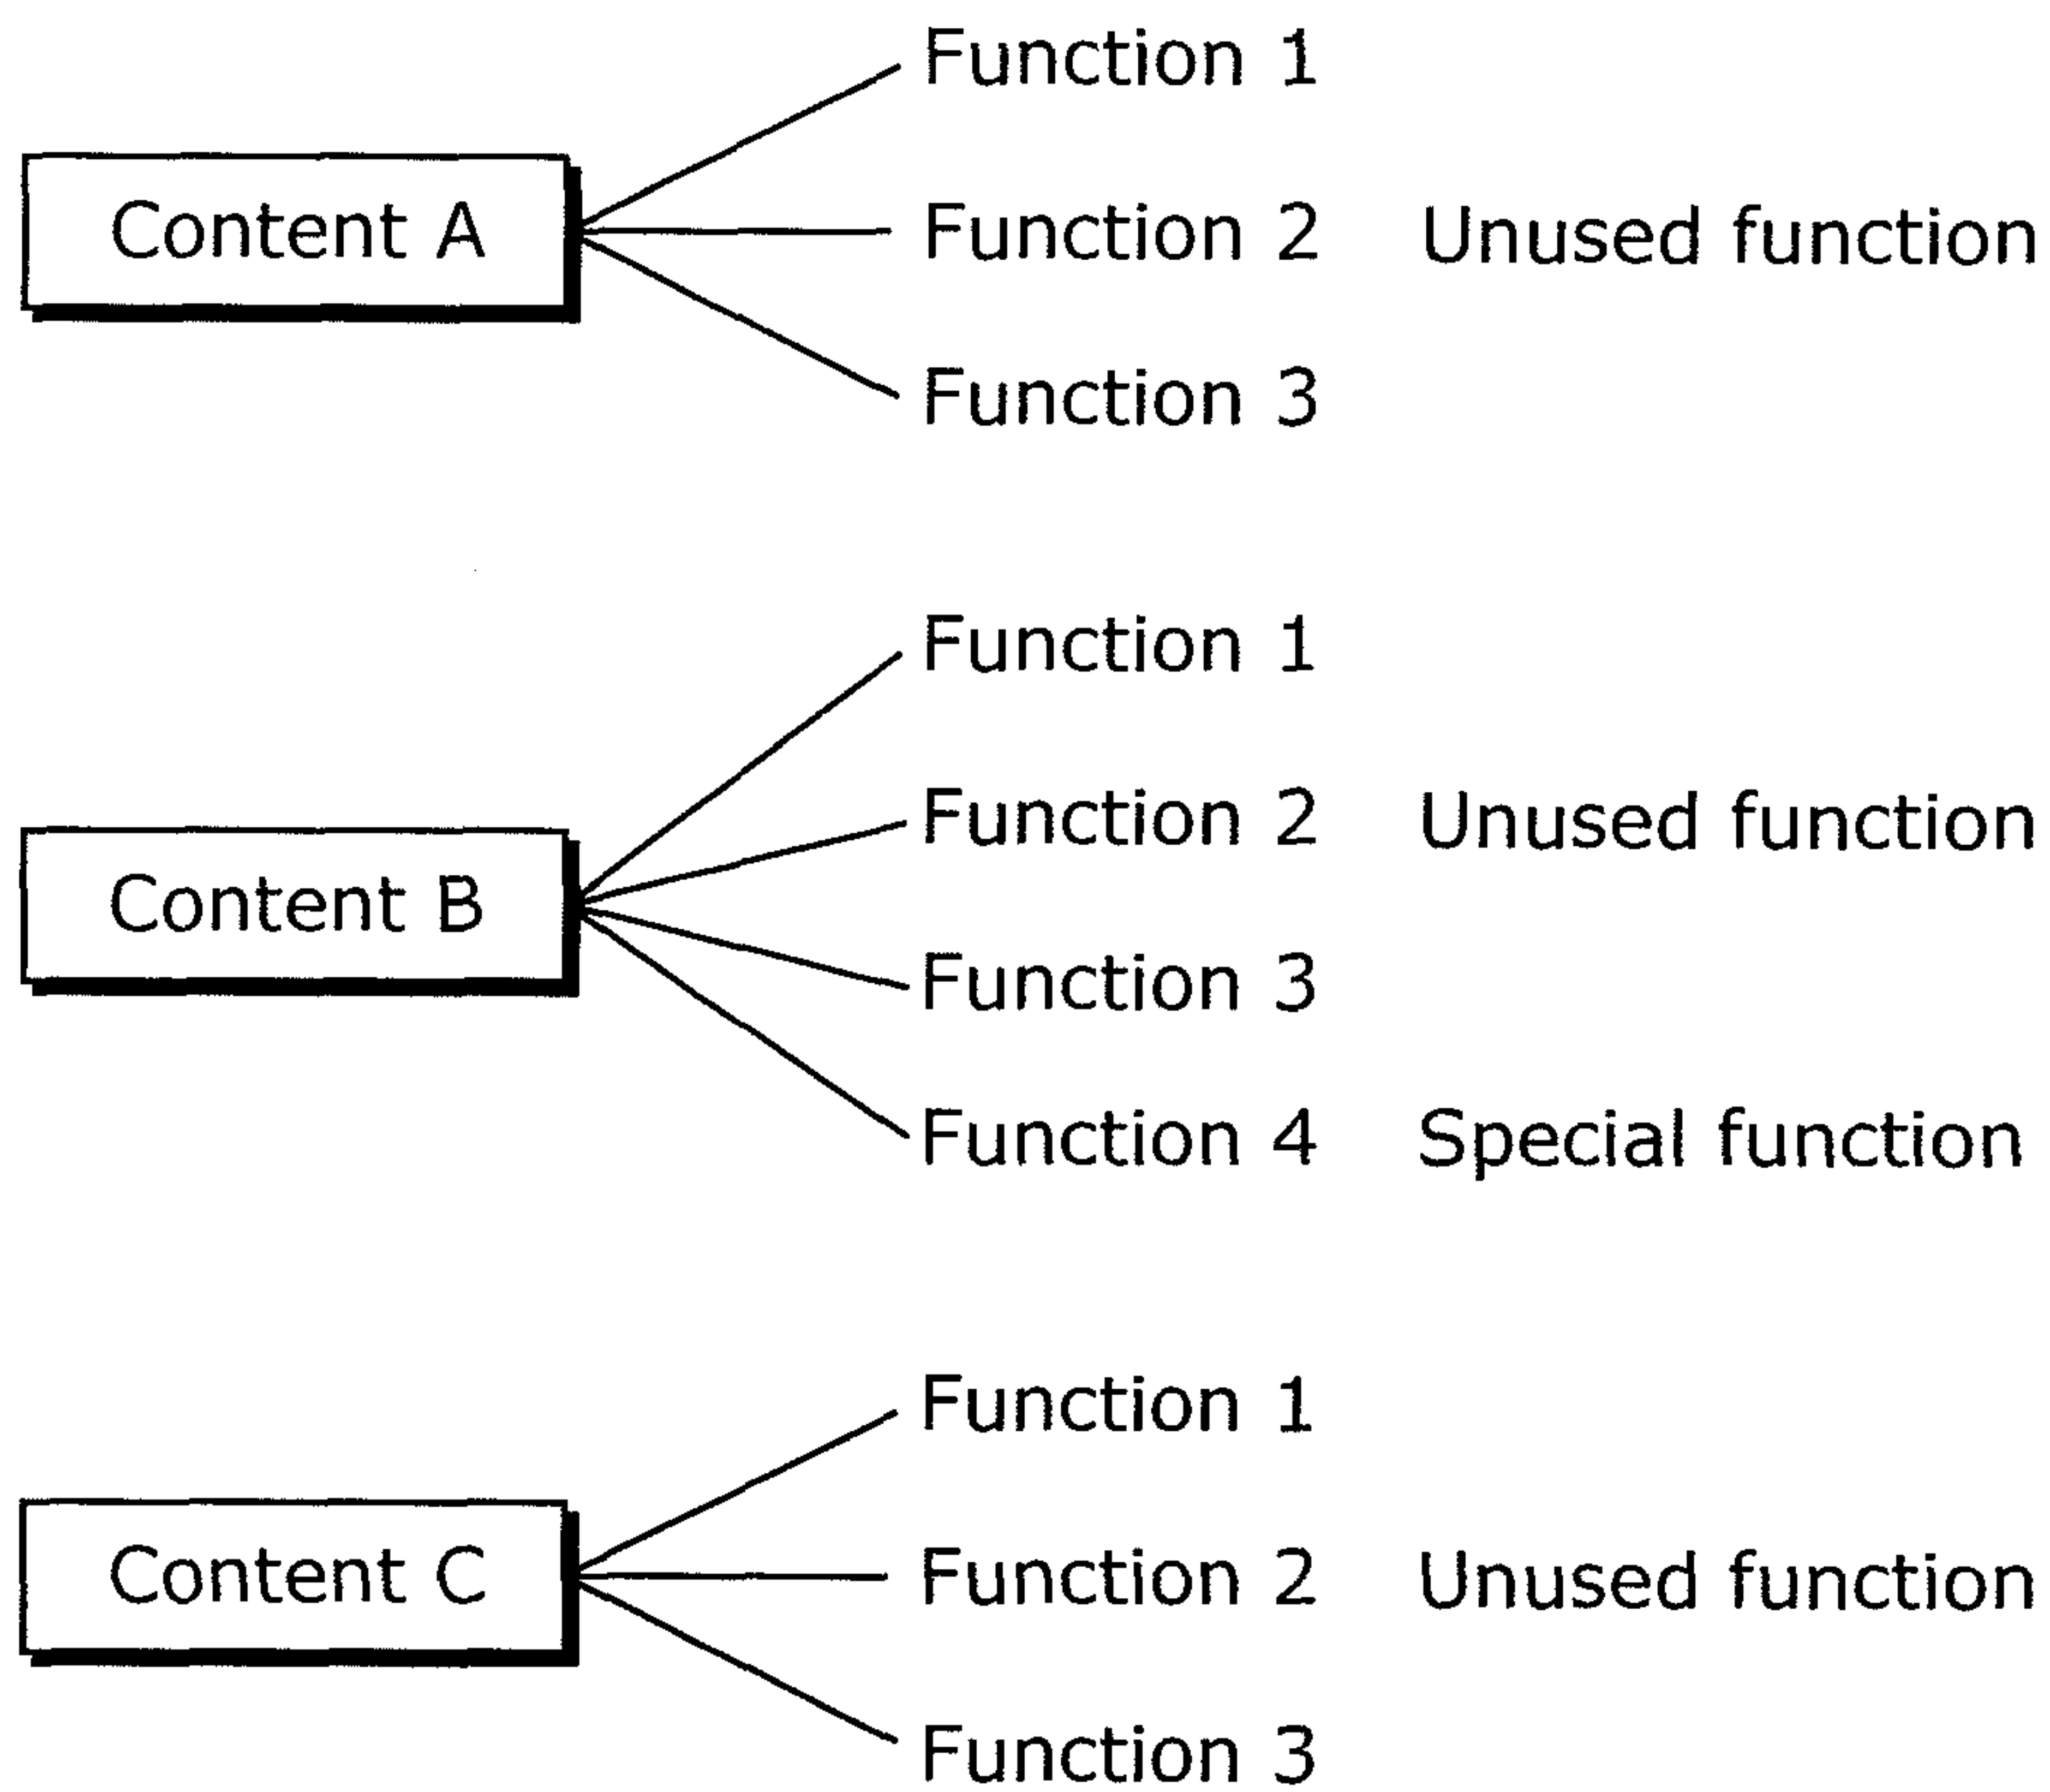 Function 1
Content A Function 2 Unused function
Function 3
Function 1
Function 2 Unused function
Content B
Function 3
Function 4 Special function
Function 1
Content C Function 2 Unused function
Function 3